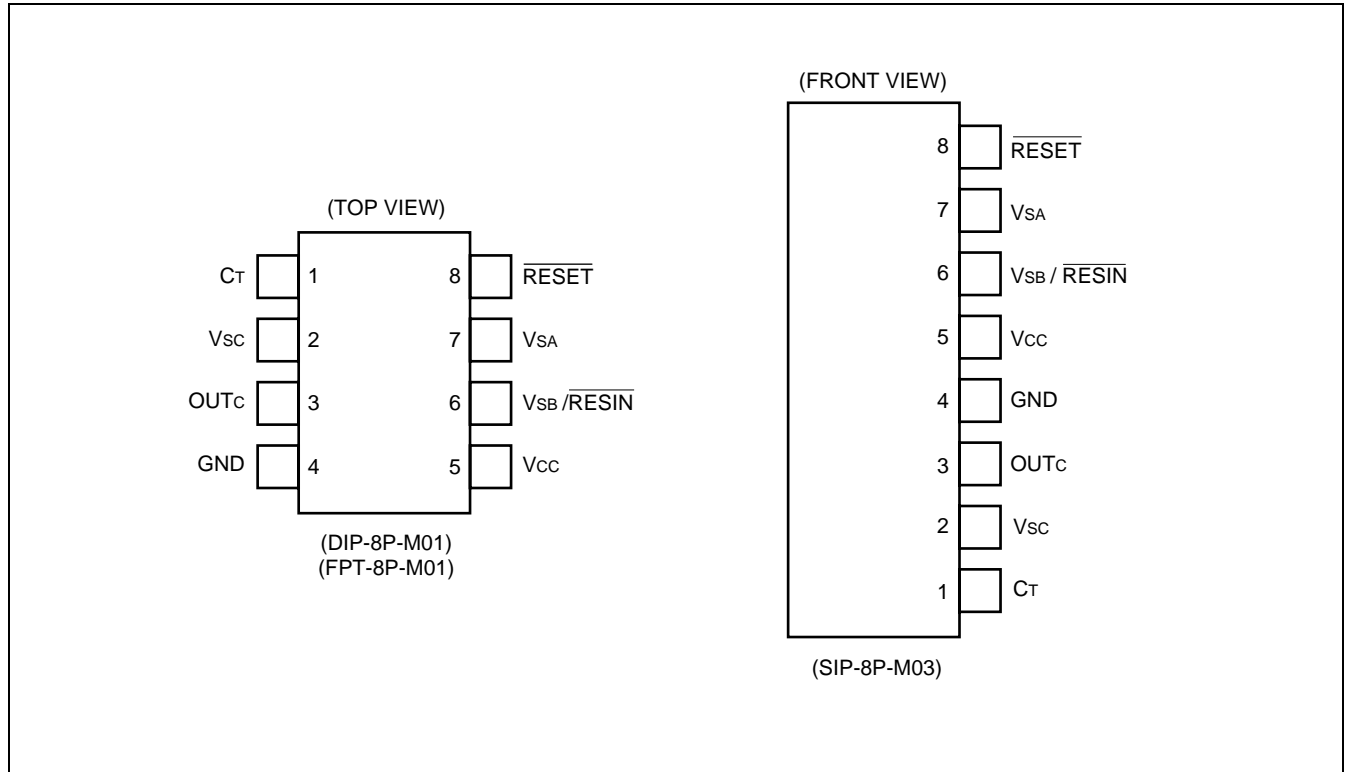 (TOP VIEW)
CT 1 8 RESET
VSC 2 7 VSA
OUTC 3 6 VSB /RESIN
GND 4 5 VCC
(DIP-8P-M01)
(FPT-8P-M01)
(FRONT VIEW)
8 RESET
7 VSA
6 VSB / RESIN
5 VCC
4 GND
3 OUTC
2 VSC
1 CT
(SIP-8P-M03)